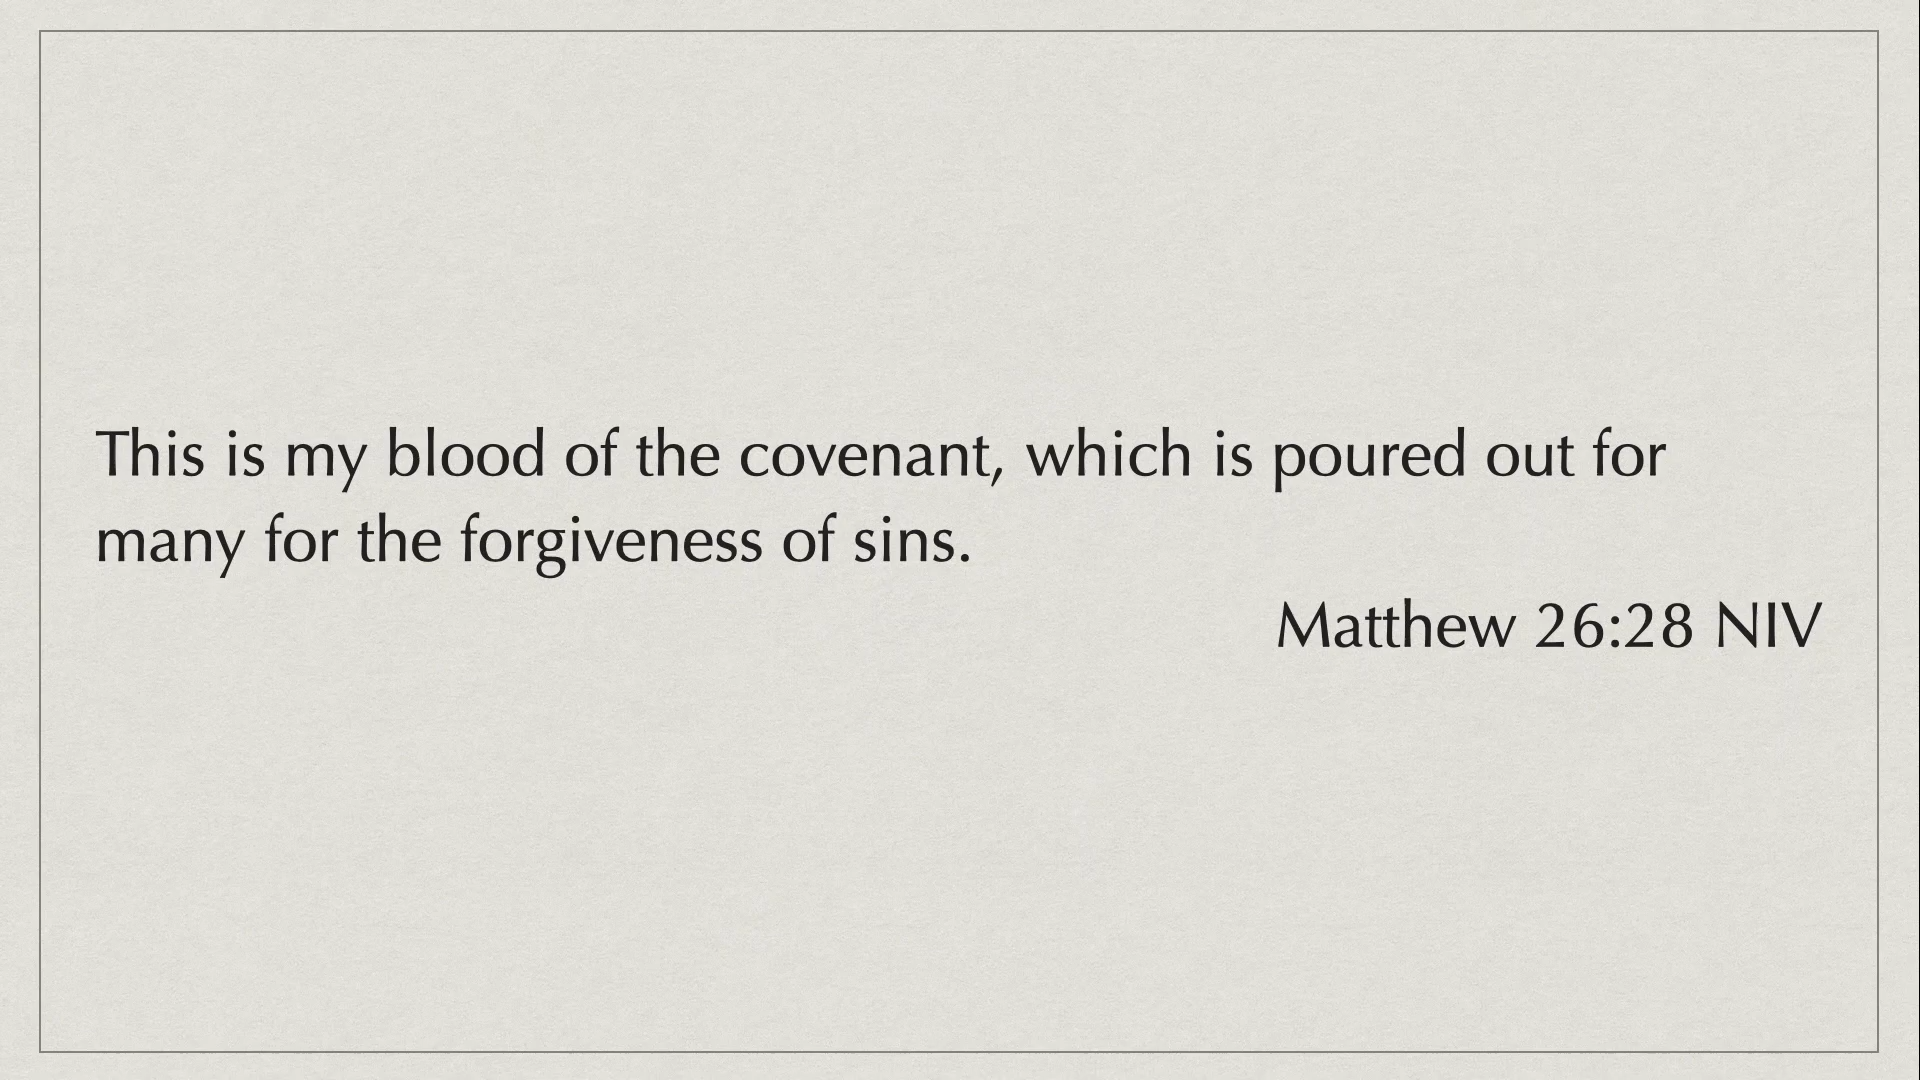 This is my blood of the covenant, which is poured out for
many for the forgiveness of sins.
Matthew 26:28 NIV